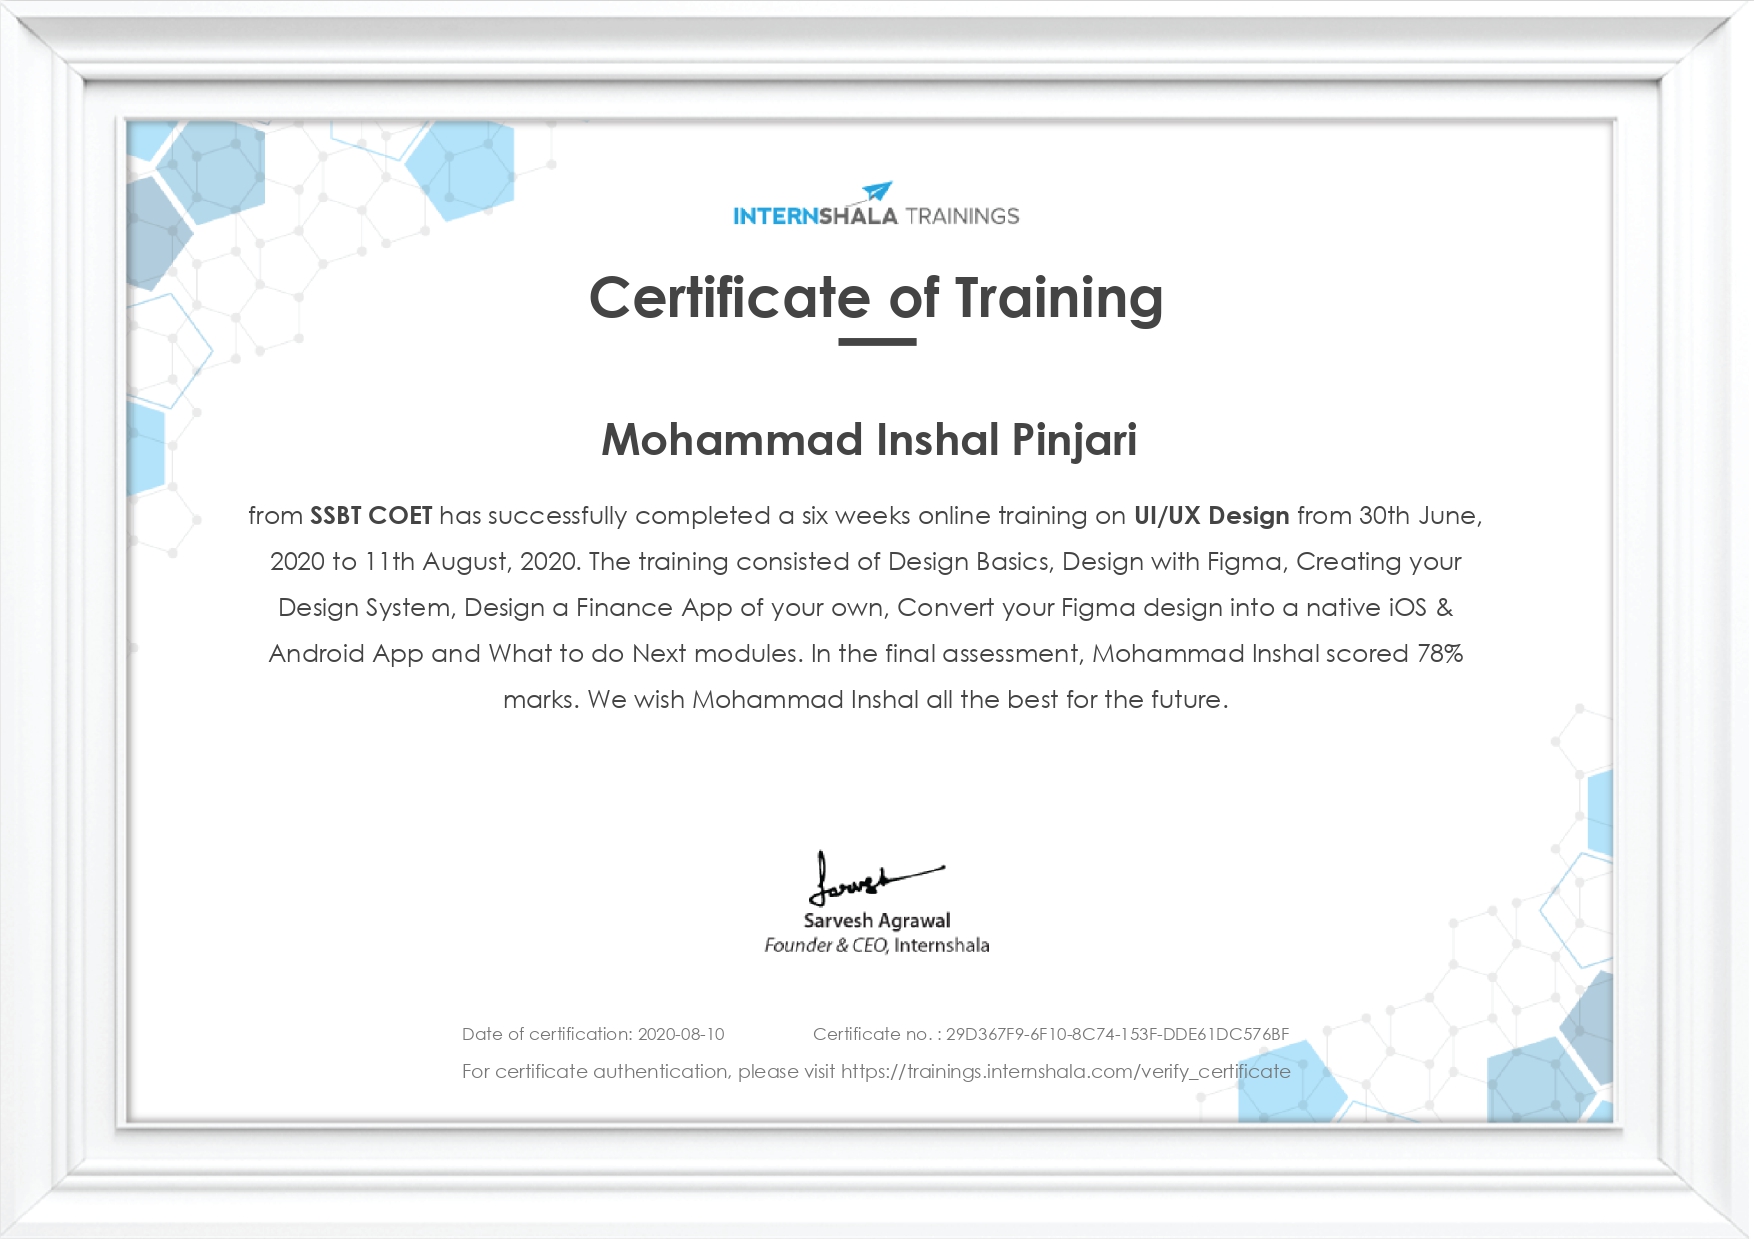 INTERNSHALA TRAININGS
Certificate of Training
Mohammad Inshal Pinjari
from SSBT COET has successfully completed a six weeks online training on UI/UX Design from 30th June,
2020 to 11th August, 2020. The training consisted of Design Basics, Design with Figma, Creating your
Design System, Design a Finance App of your own, Convert your Figma design into a native iOS &
Android App and What to do Next modules. In the final assessment, Mohammad Inshal scored 78%
marks. We wish Mohammad Inshal all the best for the future.
Sarvesh
Sarvesh Agrawal
Founder & CEO, Internshala
Date of certification: 2020-08-10 Certificate no. : 29D367F9-6F10-8C74-153F-DDE61DC576BF
For certificate authentication, please visit https://trainings.internshala.com/verify_certificate